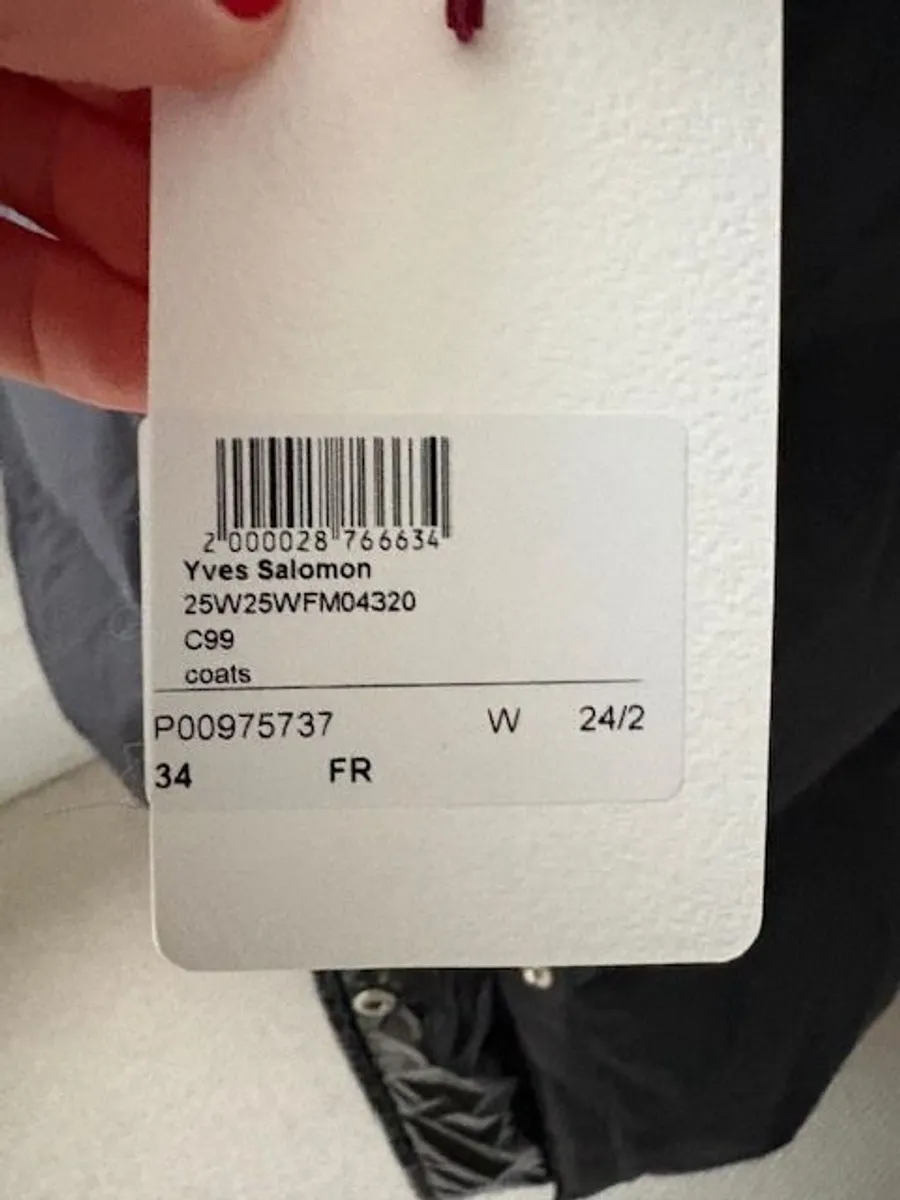 2 000028 766634
Yves Salomon
25W25WFM04320
C99
coats
P00975737 W 24/2
34 FR